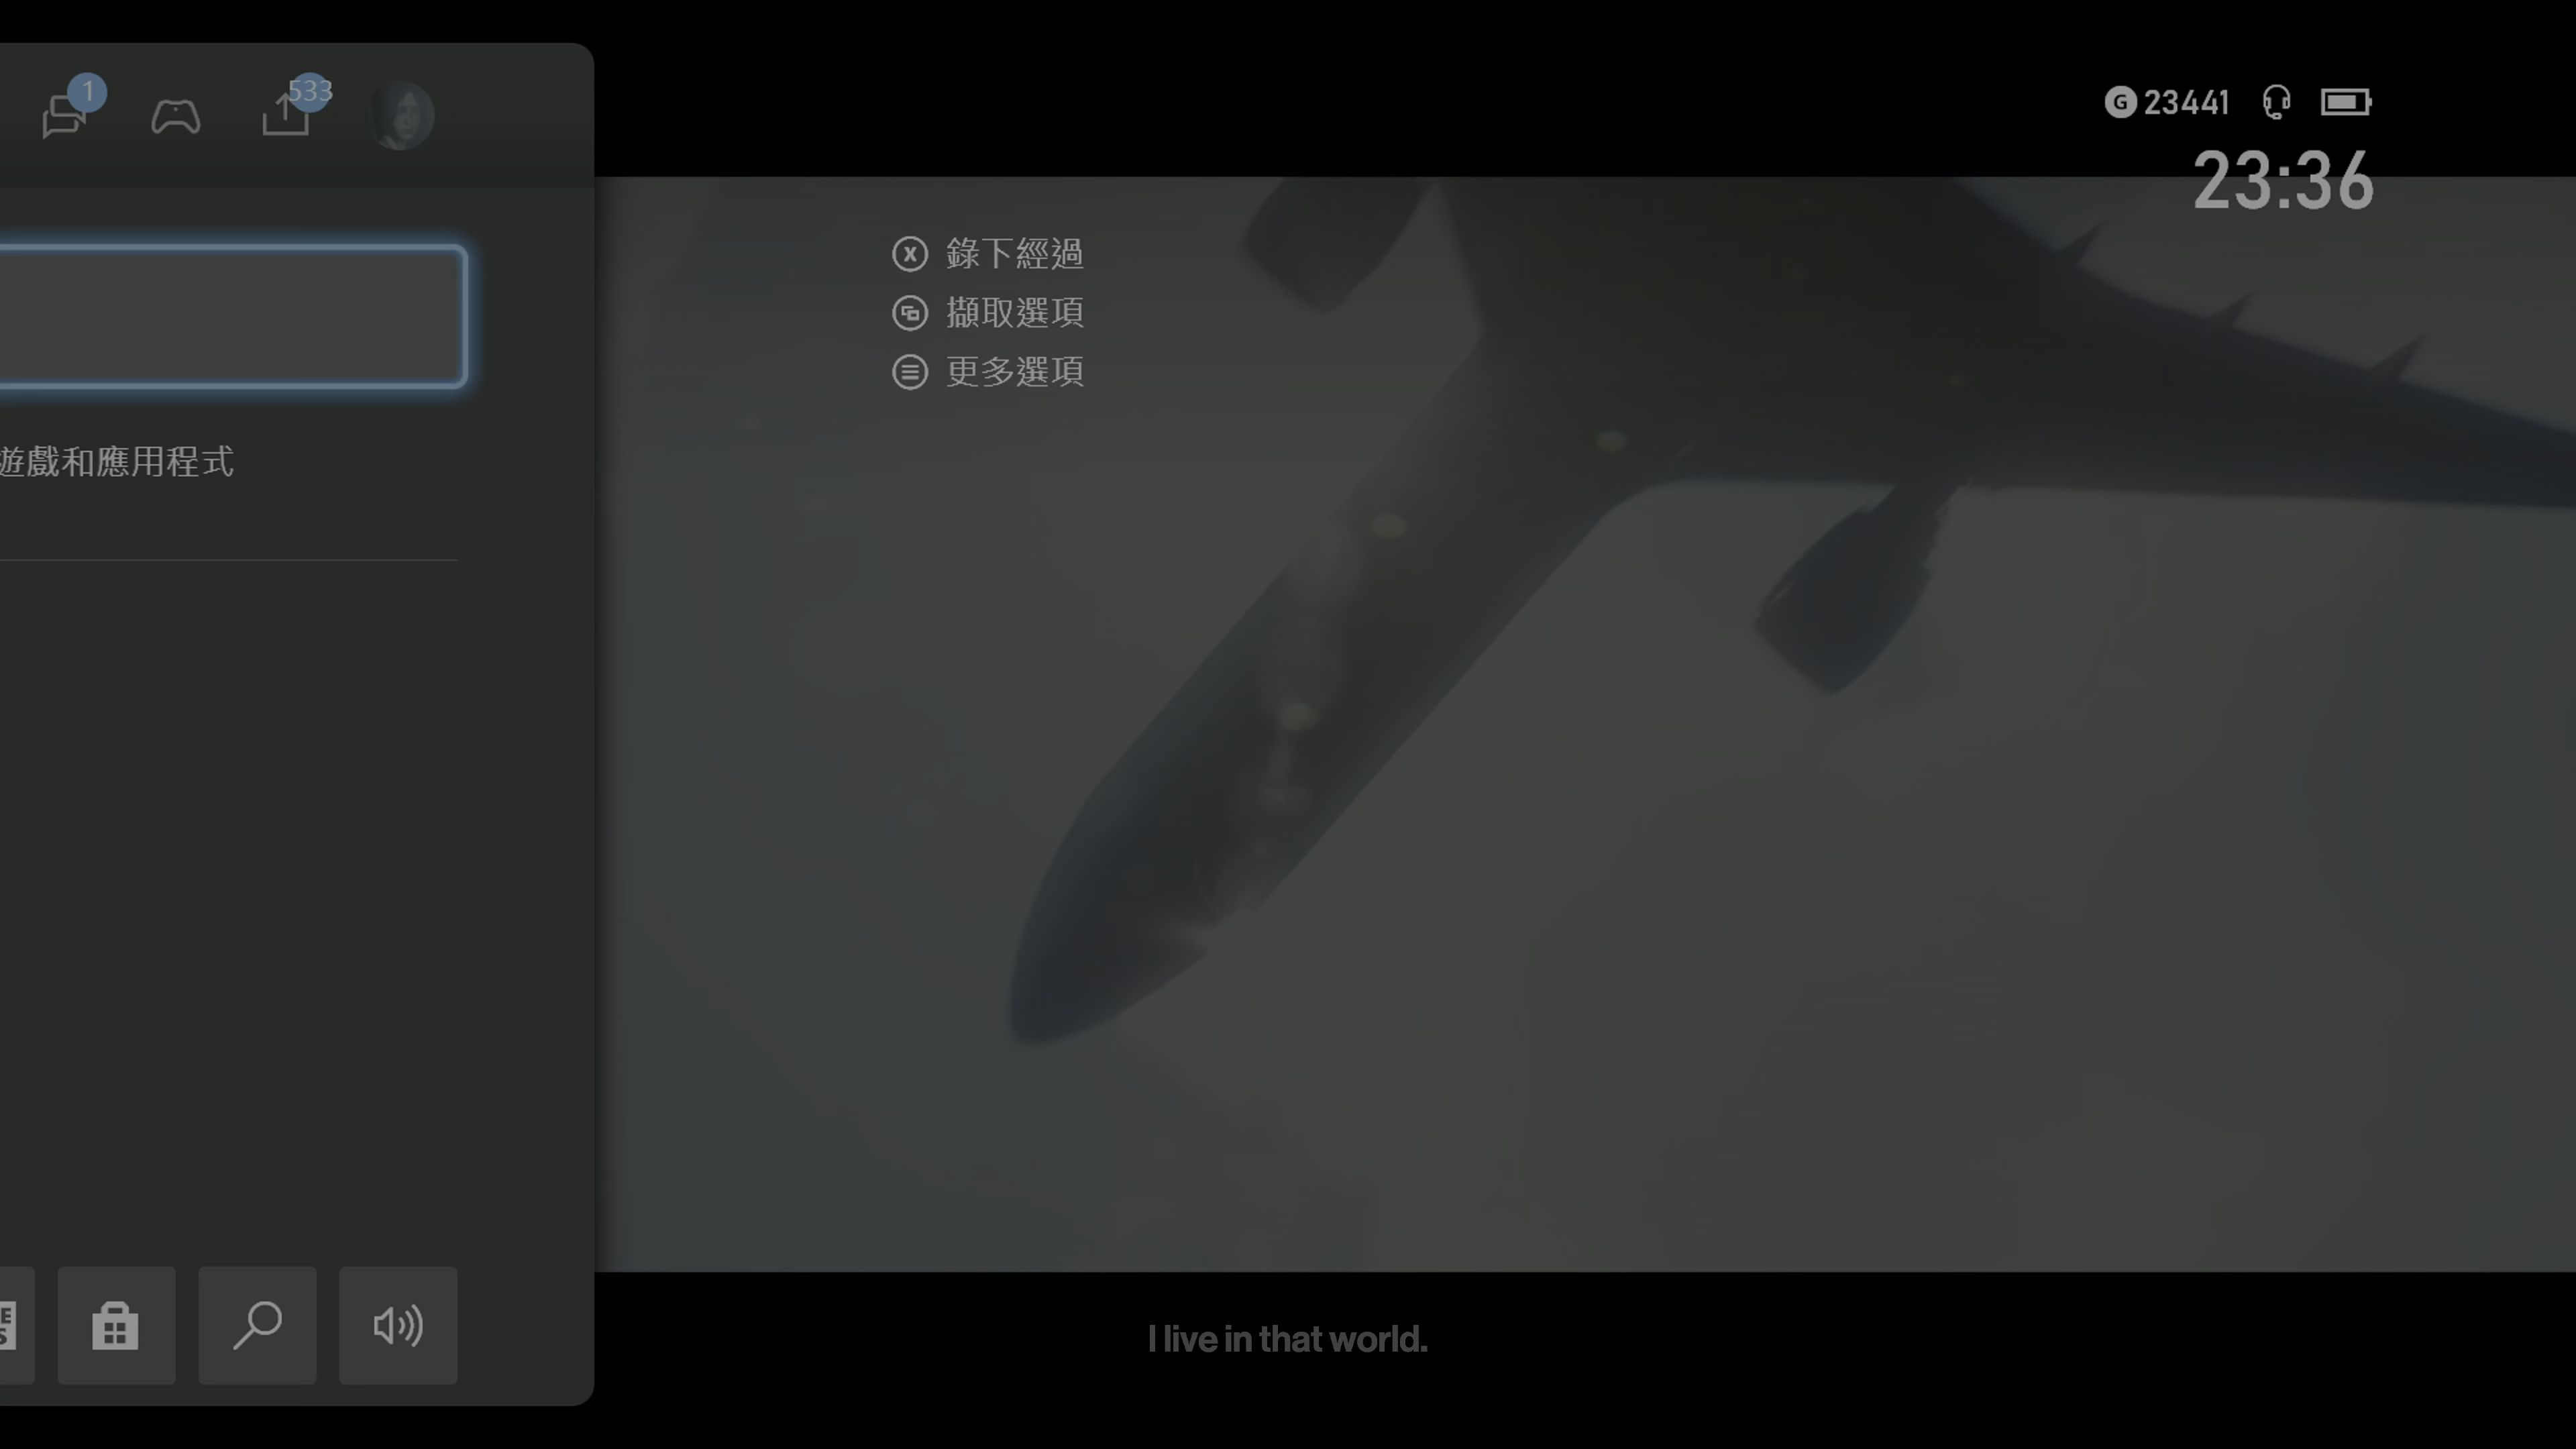 1
533
G 23441
23:36
X 錄下經過
擷取選項
更多選項
遊戲和應用程式
E
S
I live in that world.